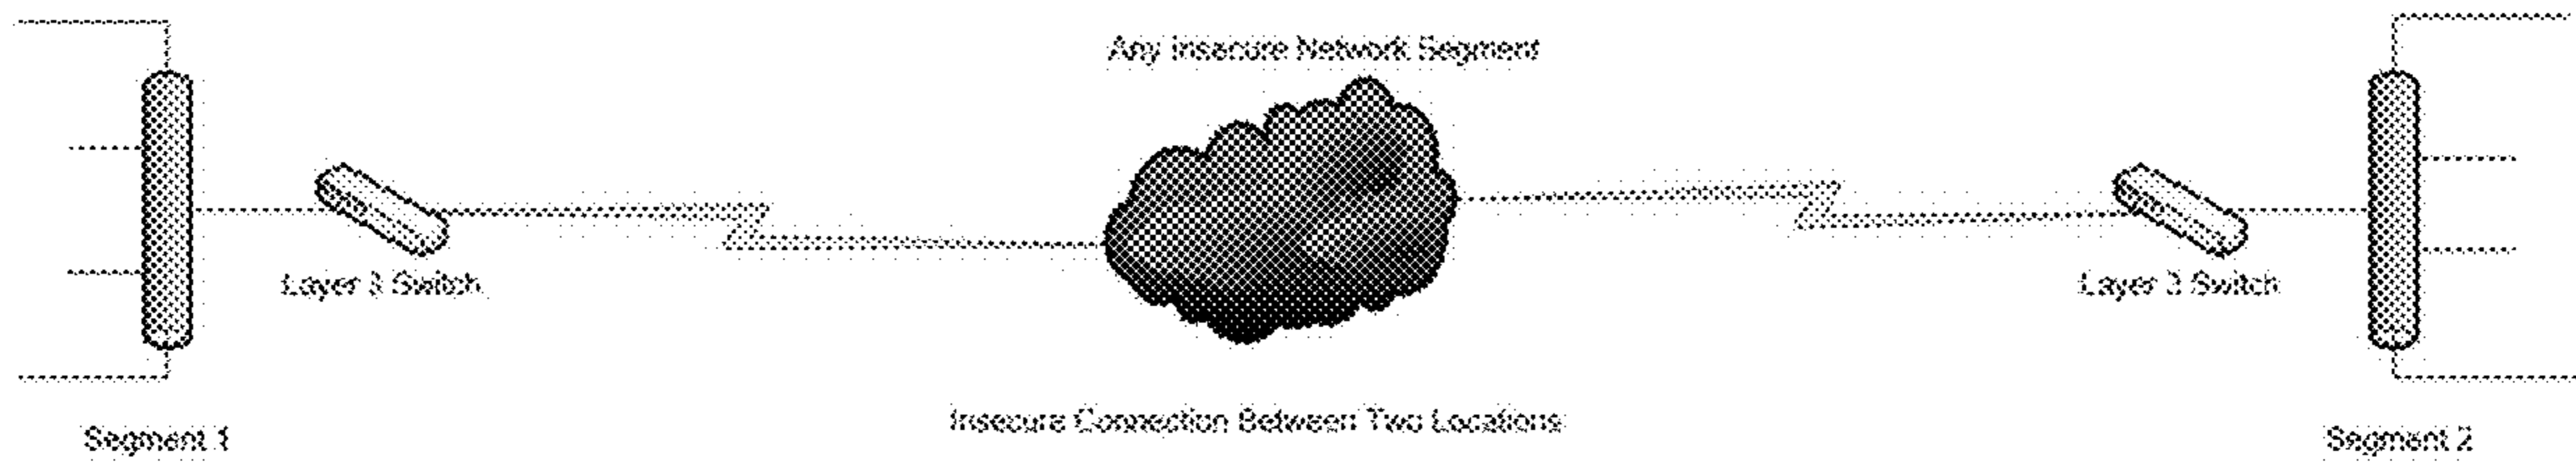 Any Insecure Network Segment
Layer 3 Switch
Layer 3 Switch
Insecure Connection Between Two Locations
Segment 1
Segment 2